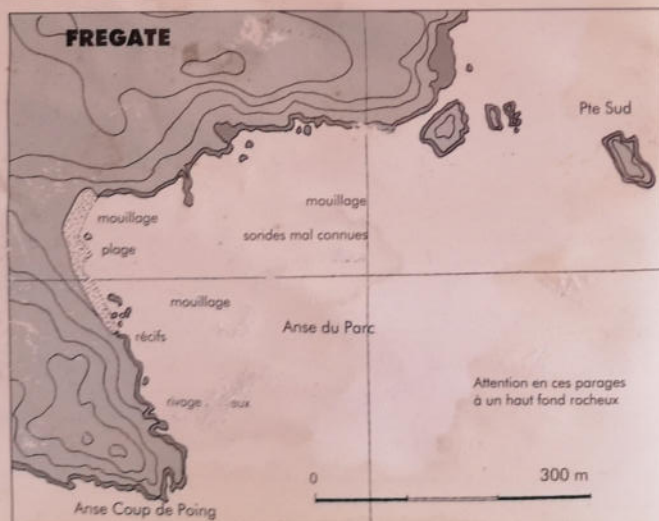 FREGATE
Pte Sud
mouillage
mouillage
sondes mal connues
plage
mouillage
Anse du Parc
récifs
Attention en ces parages
à un haut fond rocheux
rivage aux
0 300 m
Anse Coup de Poing